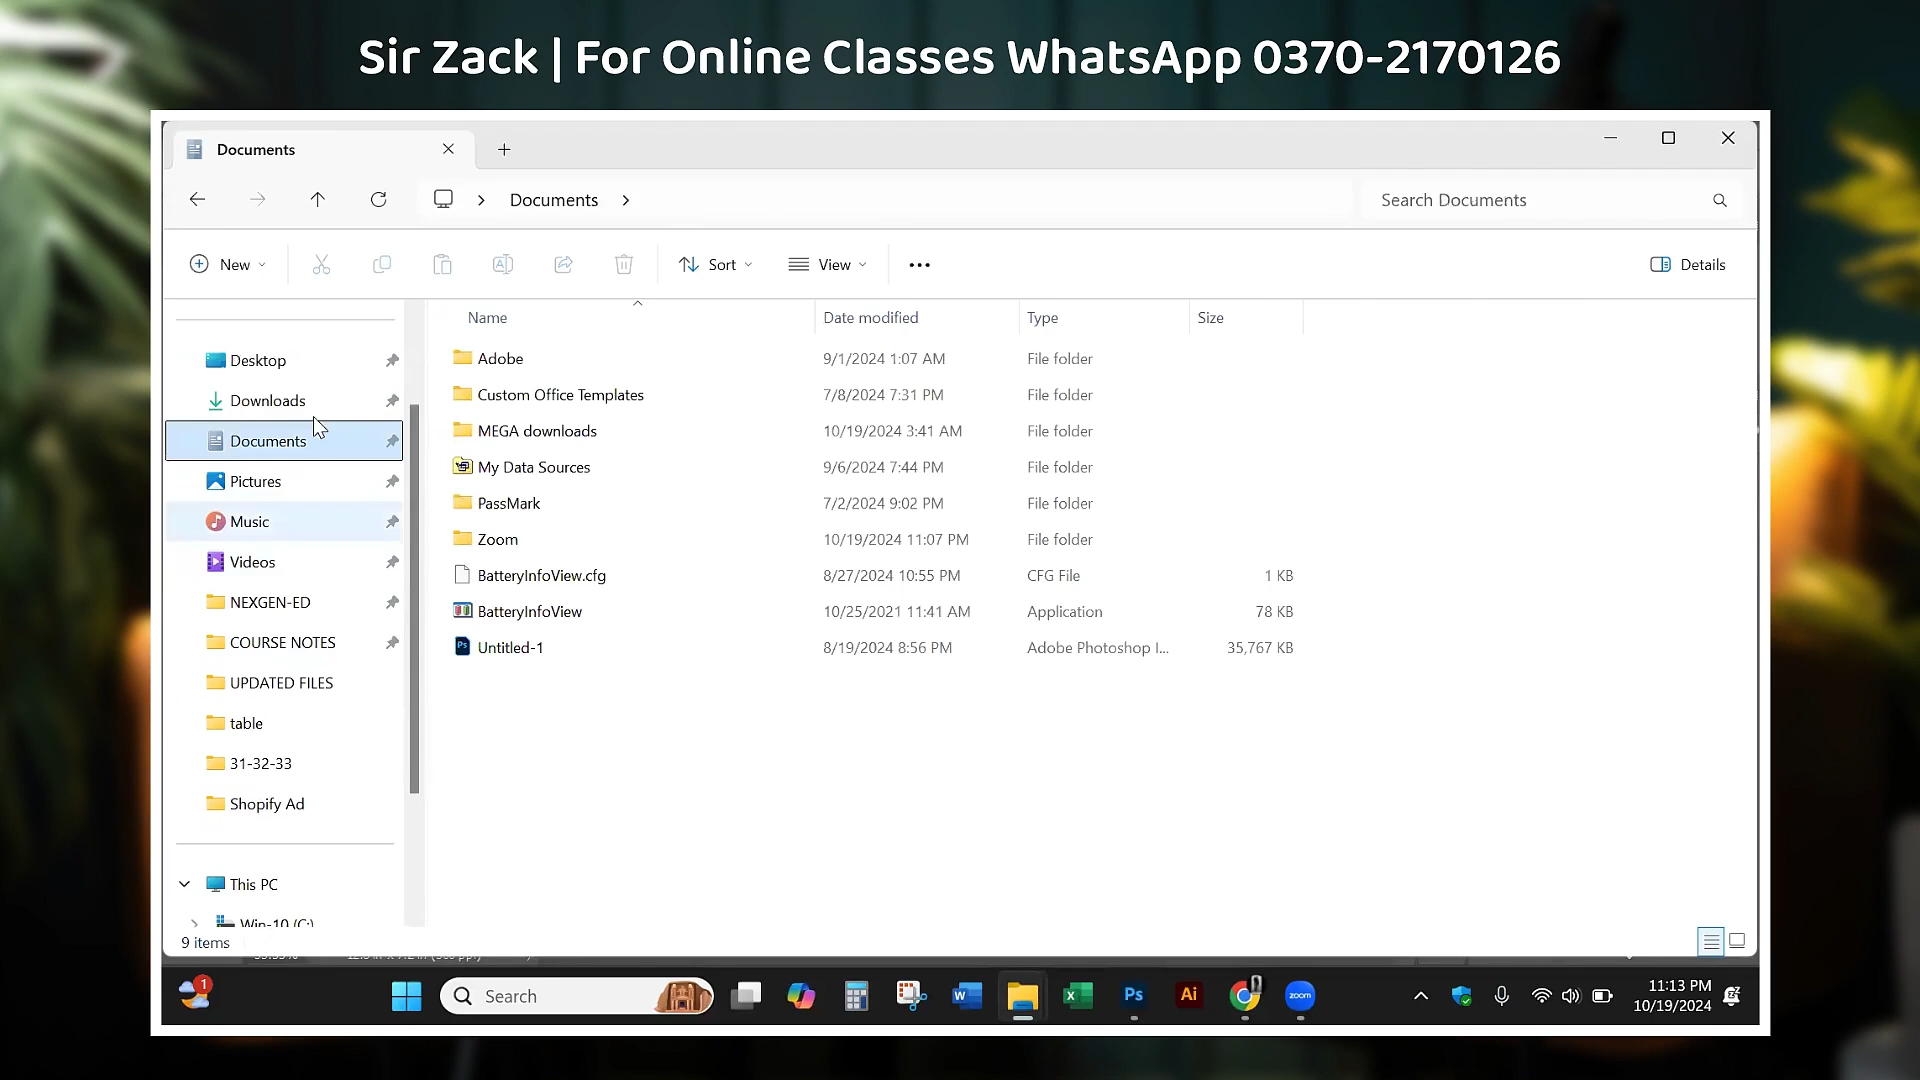 Sir Zack | For Online Classes WhatsApp 0370-2170126
Documents
Documents
Search Documents
New
Sort
View
Details
Name Date modified Type Size
Desktop
Downloads
Documents
Pictures
Music
Videos
NEXGEN-ED
COURSE NOTES
UPDATED FILES
table
31-32-33
Shopify Ad
This PC
Win-10 (C:)
Adobe 9/1/2024 1:07 AM File folder
Custom Office Templates 7/8/2024 7:31 PM File folder
MEGA downloads 10/19/2024 3:41 AM File folder
My Data Sources 9/6/2024 7:44 PM File folder
PassMark 7/2/2024 9:02 PM File folder
Zoom 10/19/2024 11:07 PM File folder
BatteryInfoView.cfg 8/27/2024 10:55 PM CFG File 1 KB
BatteryInfoView 10/25/2021 11:41 AM Application 78 KB
Untitled-1 8/19/2024 8:56 PM Adobe Photoshop I... 35,767 KB
9 items
1
Search
W
X
Ps
Ai
zoom
11:13 PM
10/19/2024